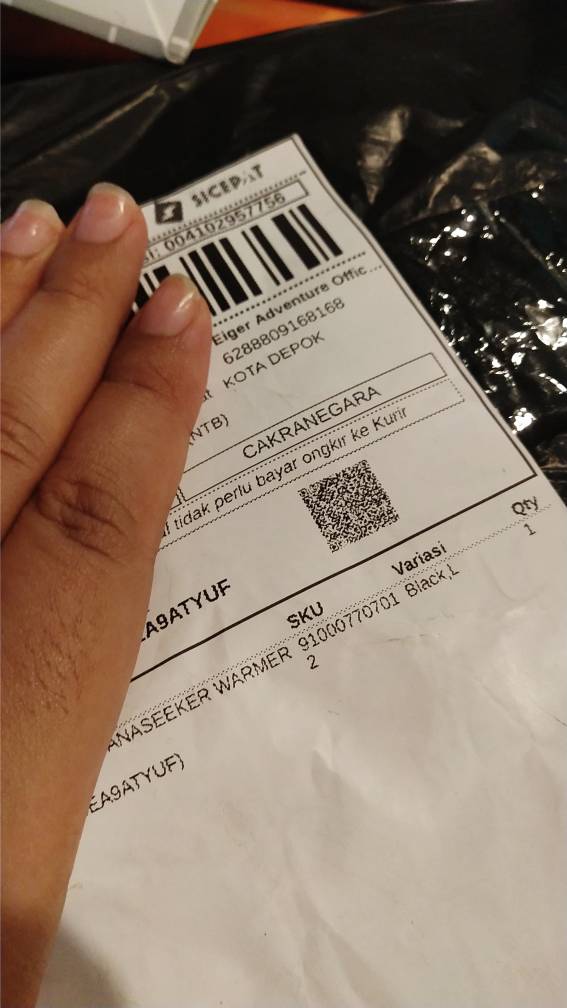 SICEPAT
SI: 004102957756
Eiger Adventure Offic...
6288809168168
KOTA DEPOK
(NTB)
CAKRANEGARA
tidak perlu bayar ongkir ke Kurir
EA9ATYUF
SKU Variasi Qty
ANASEEKER WARMER 91000770701 Black,L 1
2
EA9ATYUF)